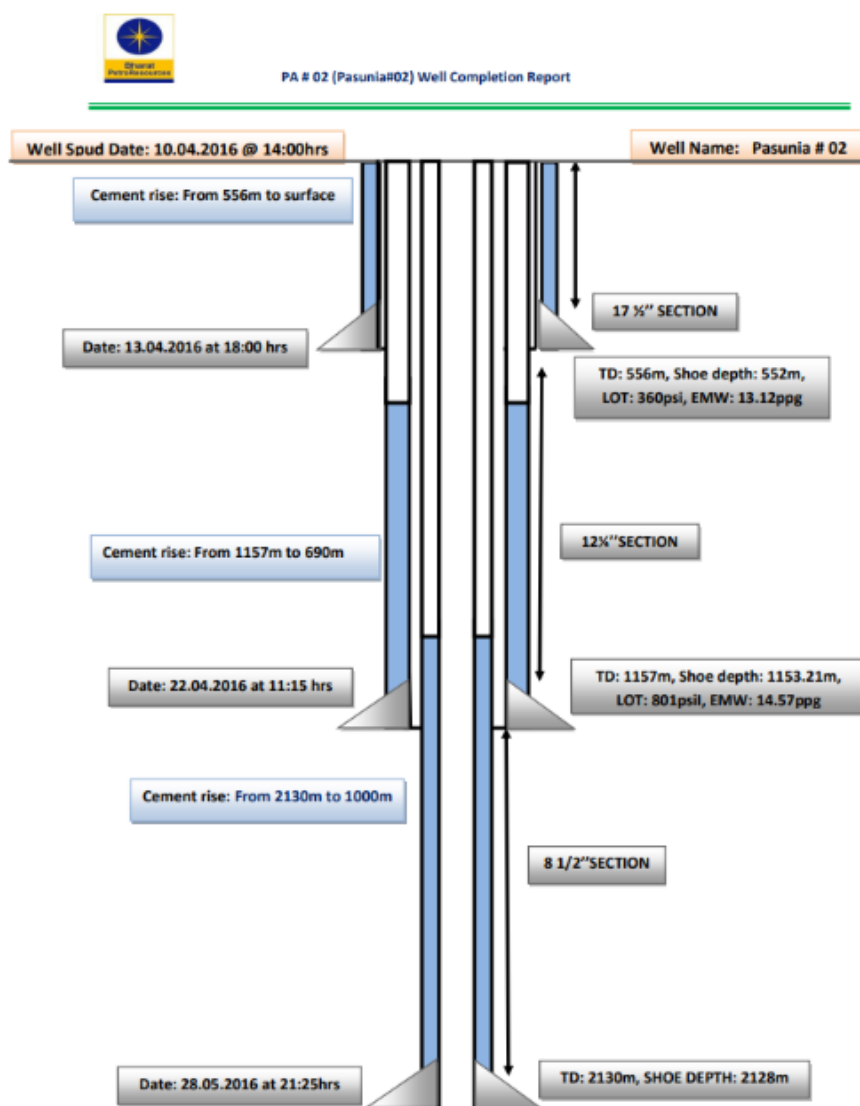 Bharat
PetroResources
PA # 02 (Pasunia#02) Well Completion Report
Well Spud Date: 10.04.2016 @ 14:00hrs
Well Name: Pasunia # 02
Cement rise: From 556m to surface
17 ½’’ SECTION
Date: 13.04.2016 at 18:00 hrs
TD: 556m, Shoe depth: 552m,
LOT: 360psi, EMW: 13.12ppg
Cement rise: From 1157m to 690m
12¼’’SECTION
Date: 22.04.2016 at 11:15 hrs
TD: 1157m, Shoe depth: 1153.21m,
LOT: 801psil, EMW: 14.57ppg
Cement rise: From 2130m to 1000m
8 1/2’’SECTION
Date: 28.05.2016 at 21:25hrs
TD: 2130m, SHOE DEPTH: 2128m